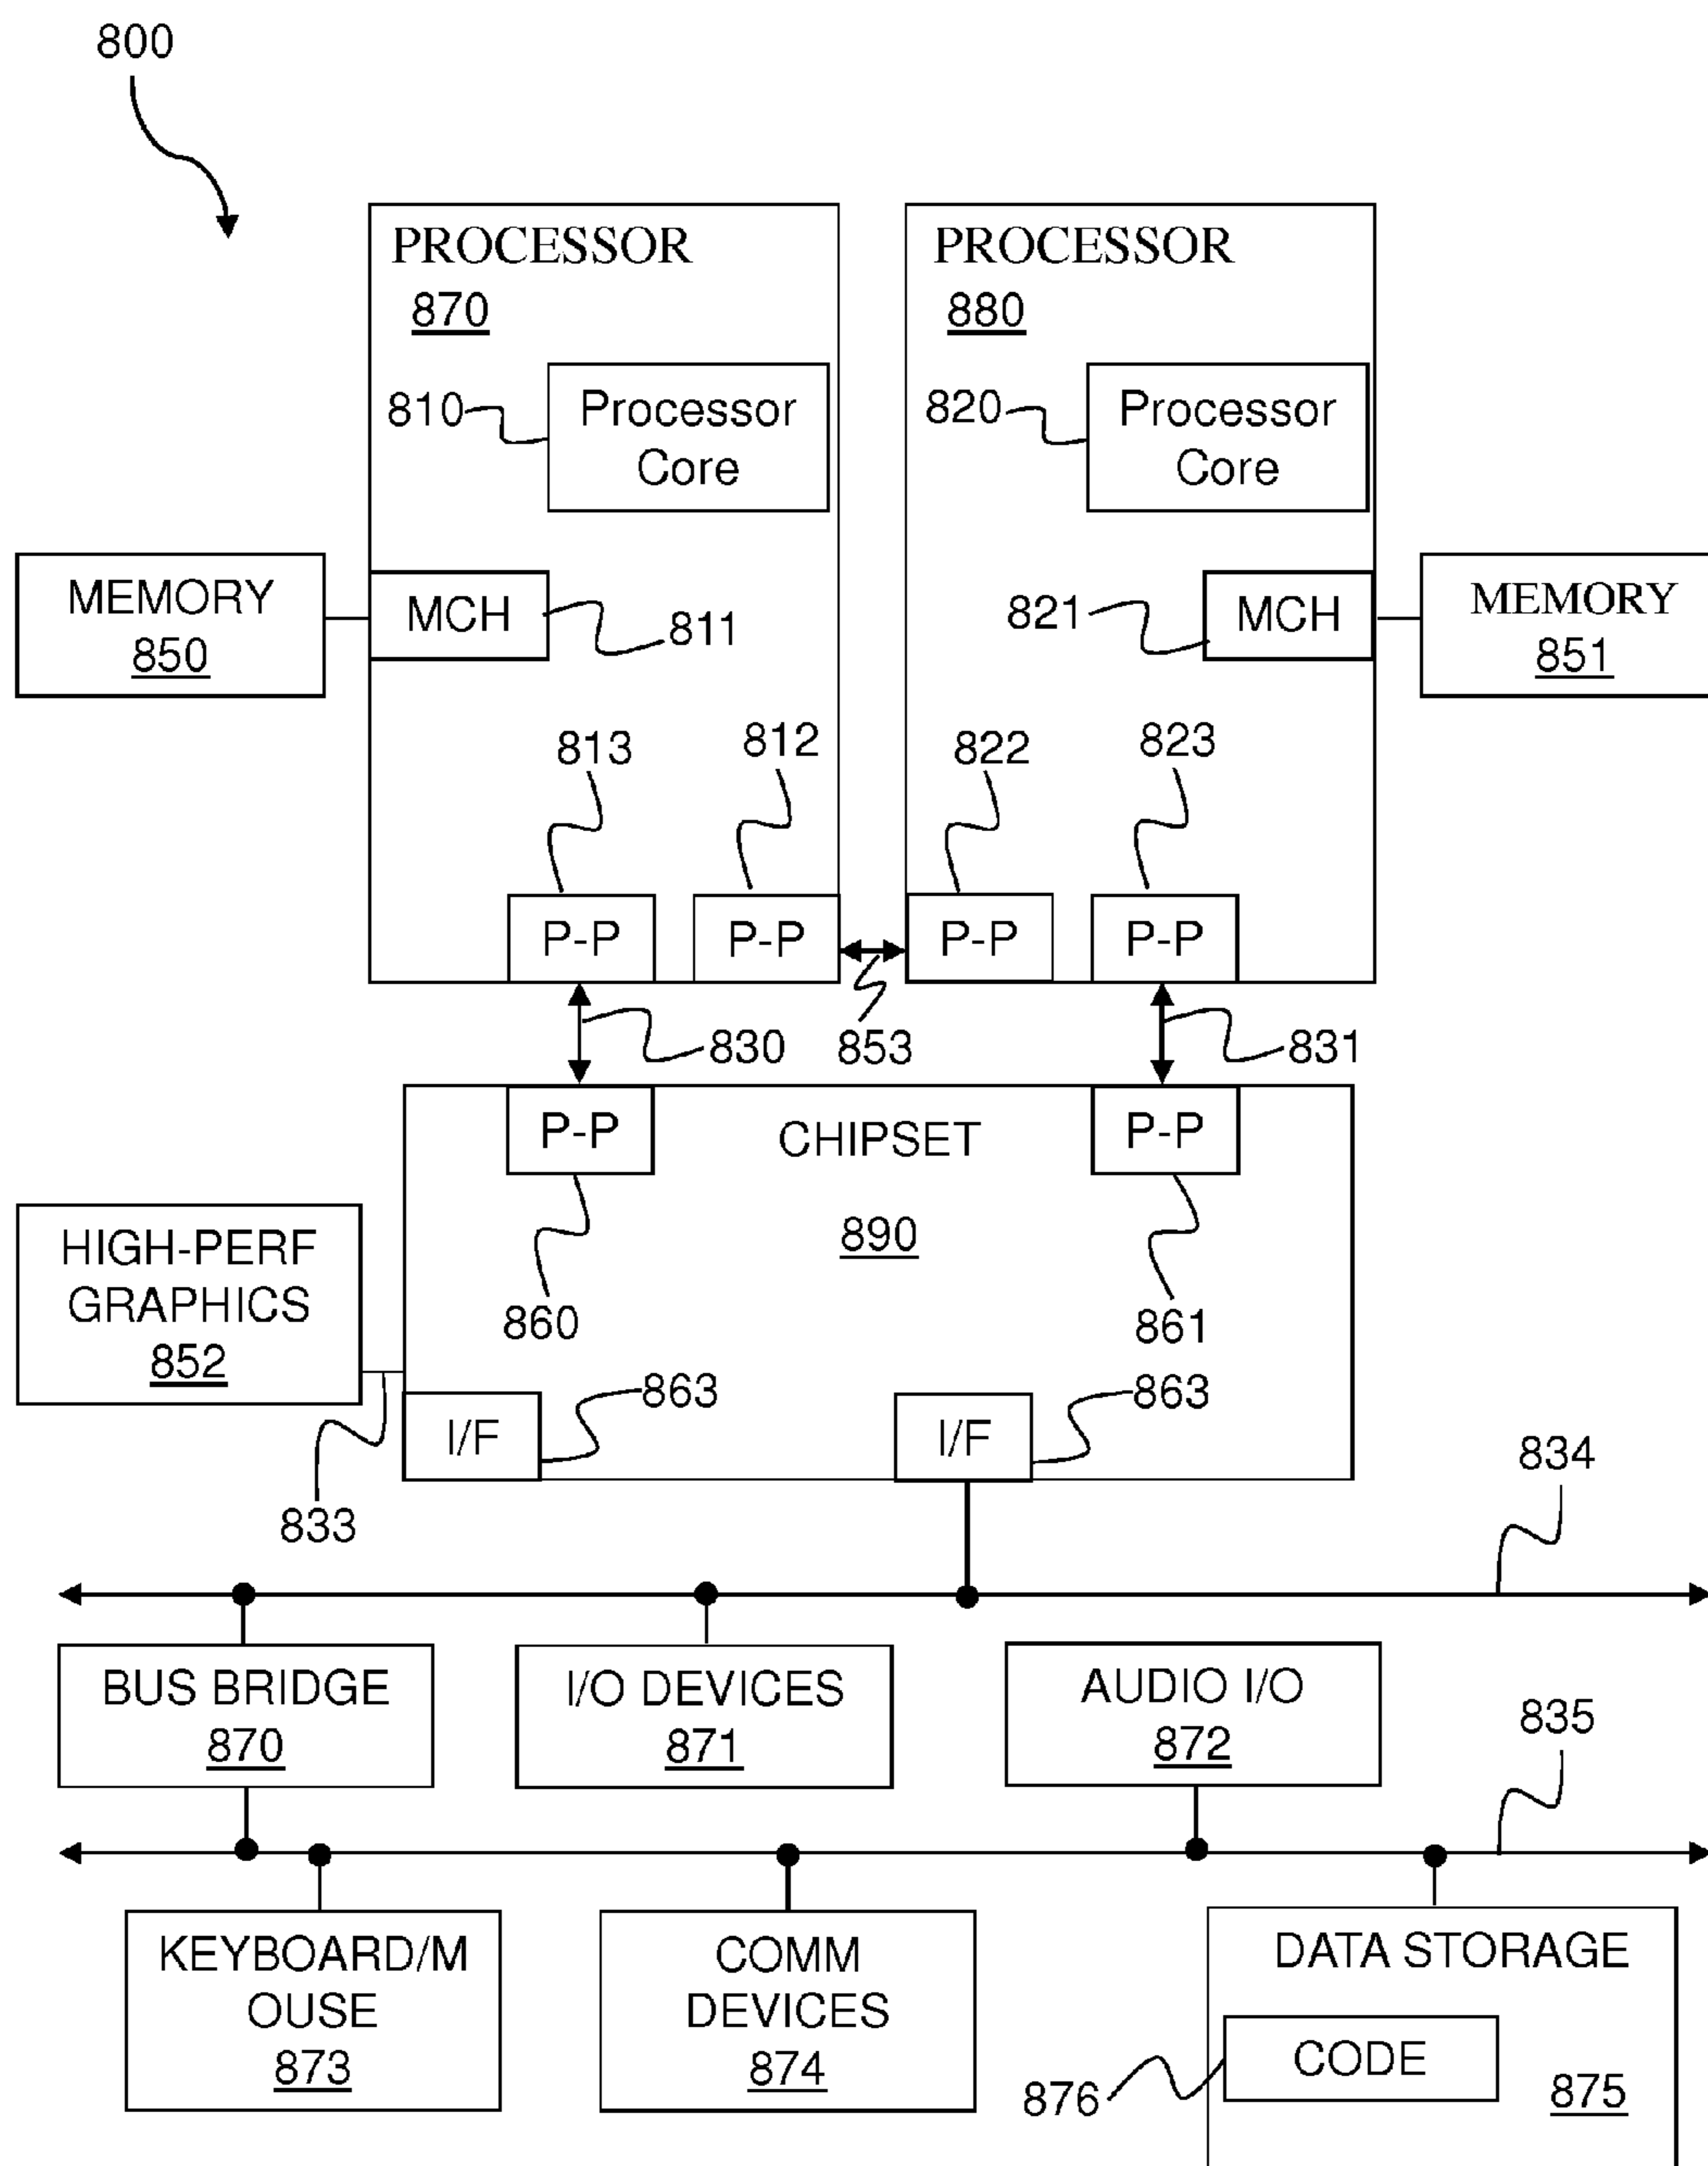 800
PROCESSOR
870
810
Processor
Core
PROCESSOR
880
820
Processor
Core
MEMORY
850
MCH
811
821
MCH
MEMORY
851
813
812
822
823
P-P
P-P
P-P
P-P
830
853
831
P-P
CHIPSET
P-P
890
860
861
HIGH-PERF
GRAPHICS
852
863
863
I/F
I/F
833
834
BUS BRIDGE
870
I/O DEVICES
871
AUDIO I/O
872
835
KEYBOARD/M
OUSE
873
COMM
DEVICES
874
DATA STORAGE
CODE
876
875